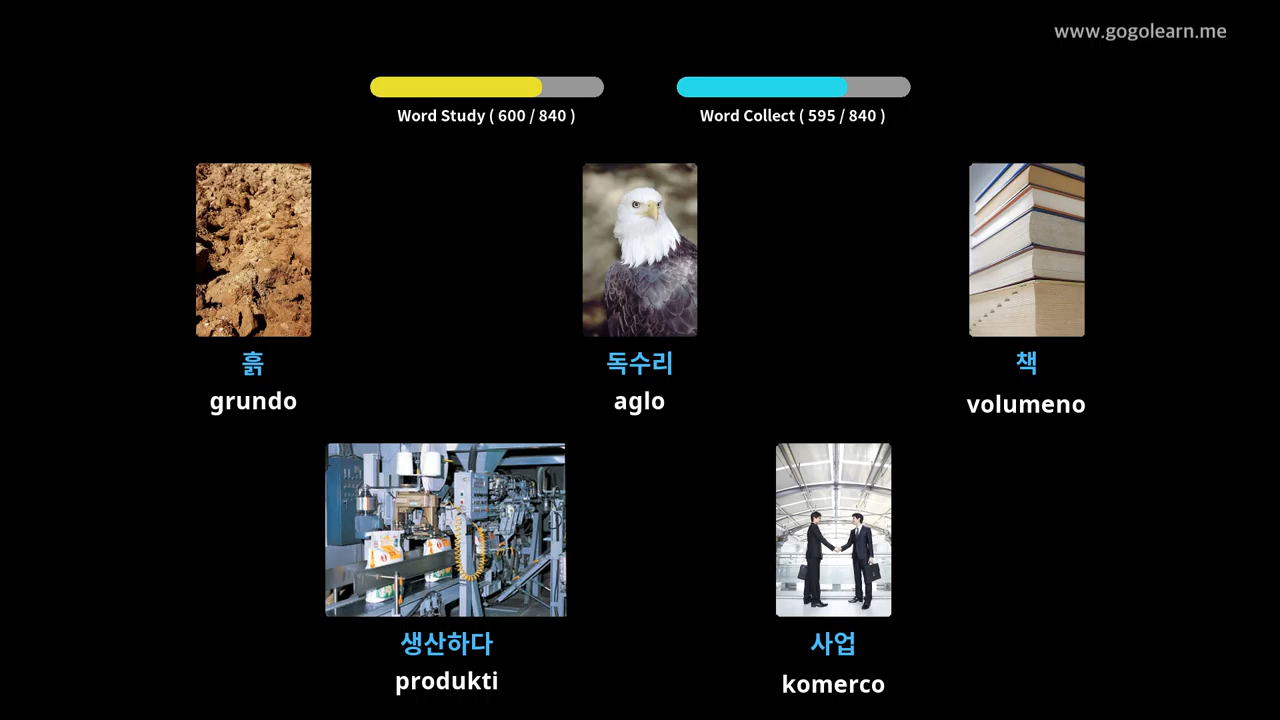 www.gogolearn.me
Word Study ( 600 / 840 )
Word Collect ( 595 / 840 )
흙
grundo
독수리
aglo
책
volumeno
생산하다
produkti
사업
komerco